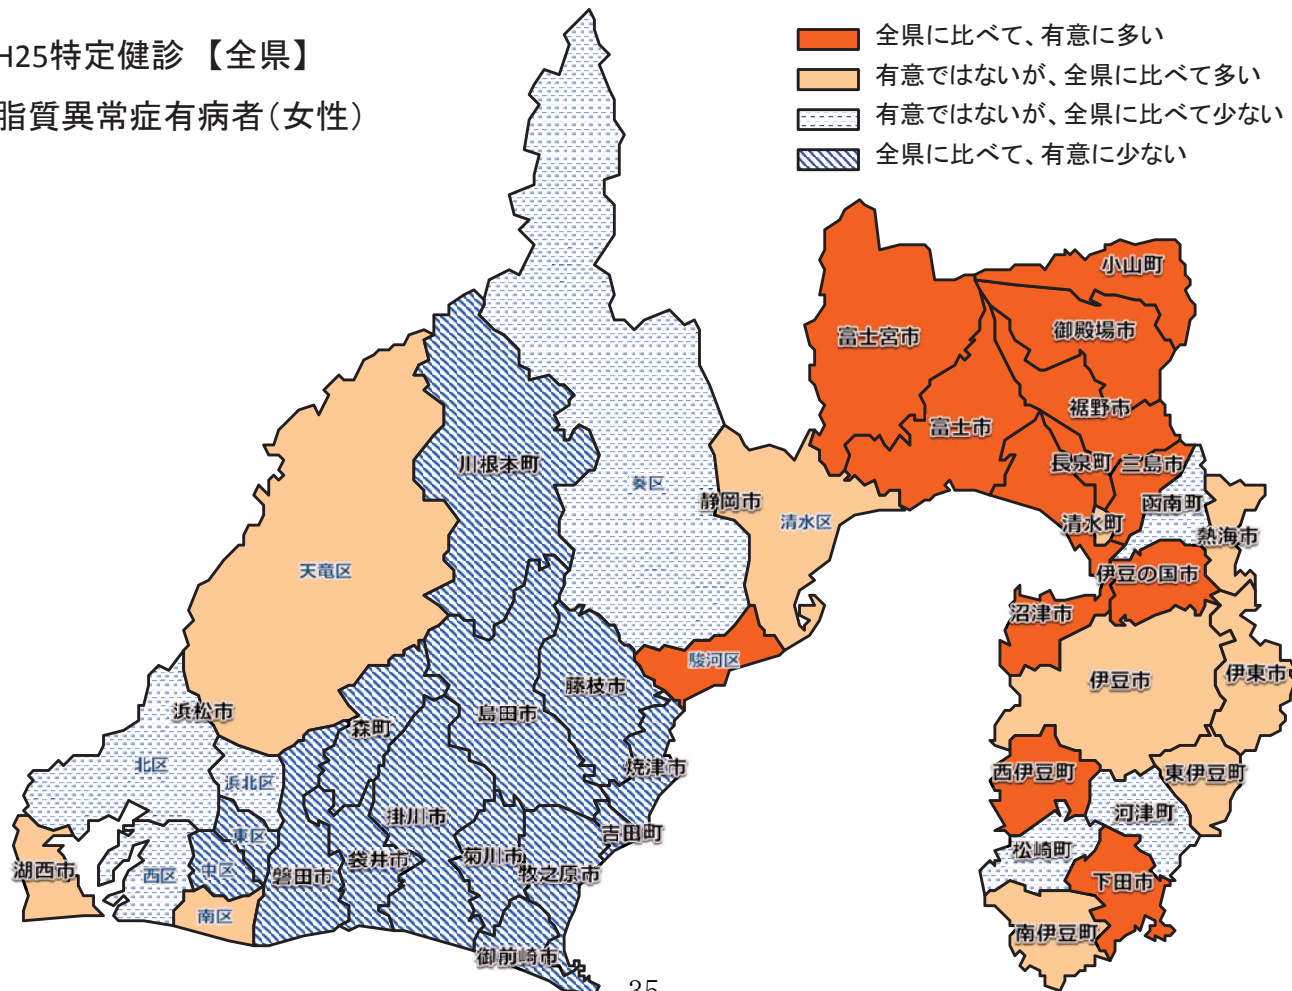 H25特定健診 【全県】
脂質異常症有病者(女性)
全県に比べて、有意に多い
有意ではないが、全県に比べて多い
有意ではないが、全県に比べて少ない
全県に比べて、有意に少ない
小山町
御殿場市
富士宮市
裾野市
富士市
長泉町
三島市
川根本町
葵区
静岡市
清水区
清水町
函南町
熱海市
天竜区
伊豆の国市
沼津市
駿河区
藤枝市
伊豆市
伊東市
浜松市
森町
島田市
北区
浜北区
焼津市
西伊豆町
東伊豆町
掛川市
河津町
東区
吉田町
湖西市
西区
中区
磐田市
袋井市
菊川市
牧之原市
松崎町
下田市
南区
南伊豆町
御前崎市
35